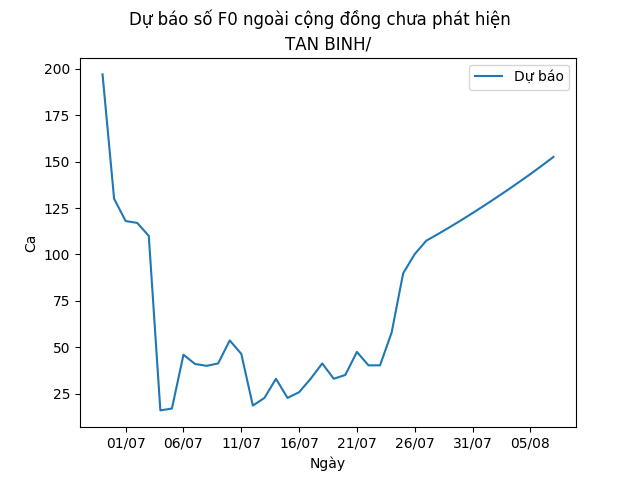 Dự báo số F0 ngoài cộng đồng chưa phát hiện
TAN BINH/
Dự báo
200
175
150
125
100
75
50
25
Ca
01/07 06/07 11/07 16/07 21/07 26/07 31/07 05/08
Ngày